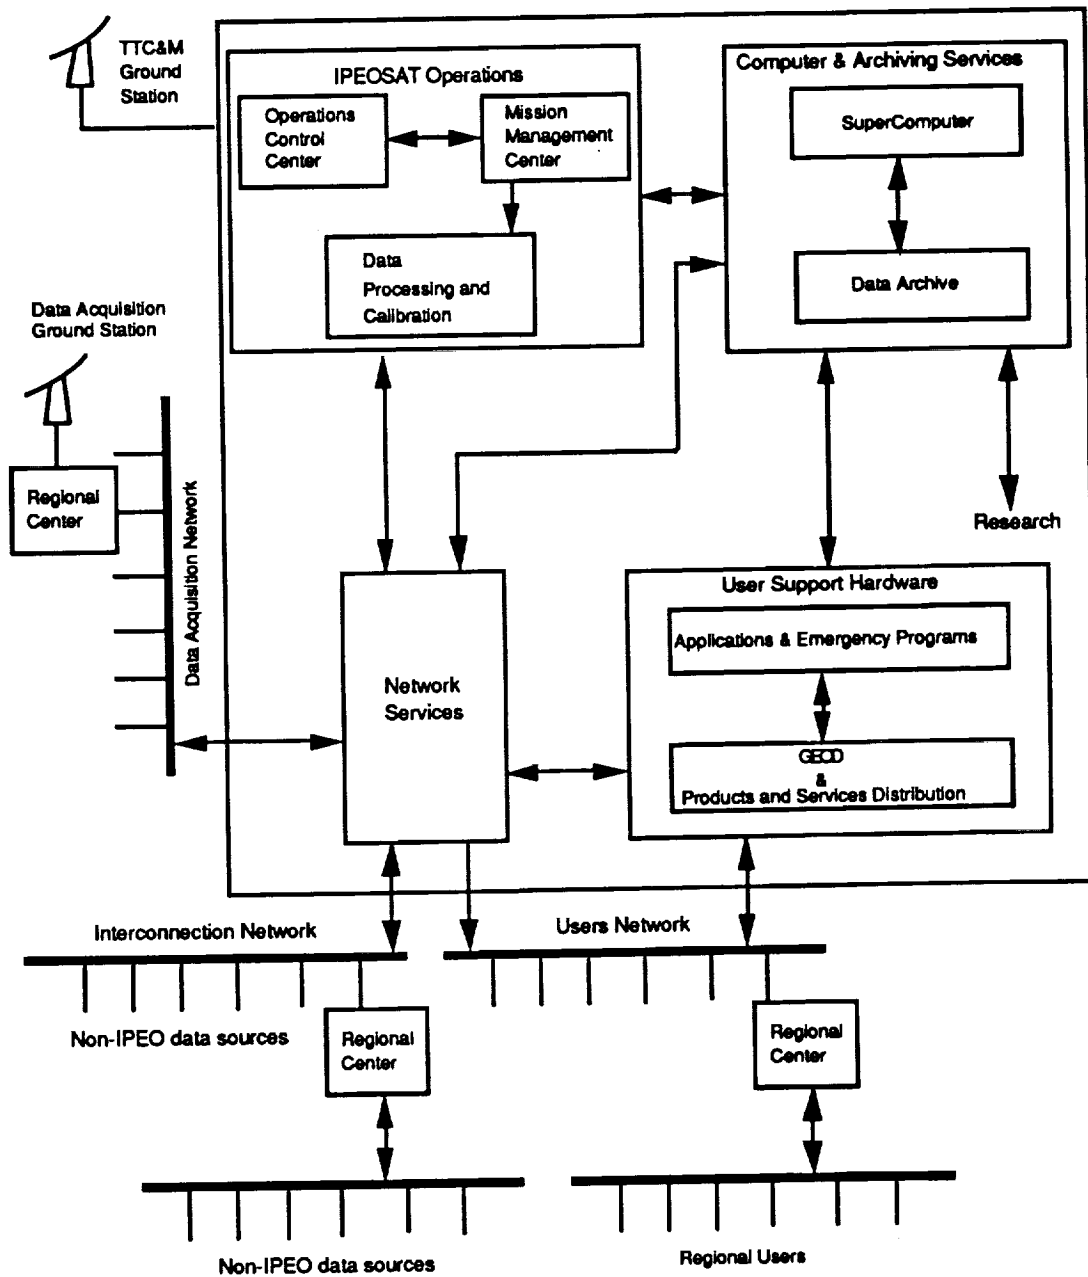 TTC&M
Ground
Station
IPEOSAT Operations
Operations
Control
Center
Mission
Management
Center
Data
Processing and
Calibration
Computer & Archiving Services
SuperComputer
Data Archive
Data Acquisition
Ground Station
Regional
Center
Data Acquisition Network
Research
Network
Services
User Support Hardware
Applications & Emergency Programs
GEOD
&
Products and Services Distribution
Interconnection Network
Users Network
Non-IPEO data sources
Regional
Center
Regional
Center
Non-IPEO data sources
Regional Users